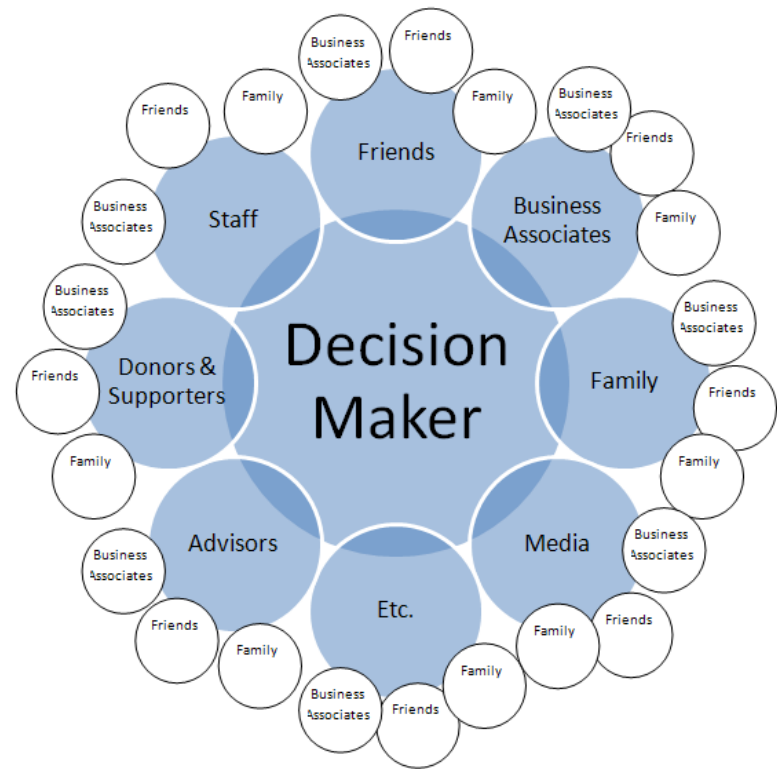 Decision
Maker
Friends
Business
Associates
Friends
Family
Business
Associates
Business
Associates
Friends
Family
Family
Business
Associates
Friends
Family
Media
Business
Associates
Friends
Family
Etc.
Family
Friends
Business
Associates
Advisors
Family
Friends
Business
Associates
Donors &
Supporters
Family
Friends
Business
Associates
Staff
Business
Associates
Friends
Family